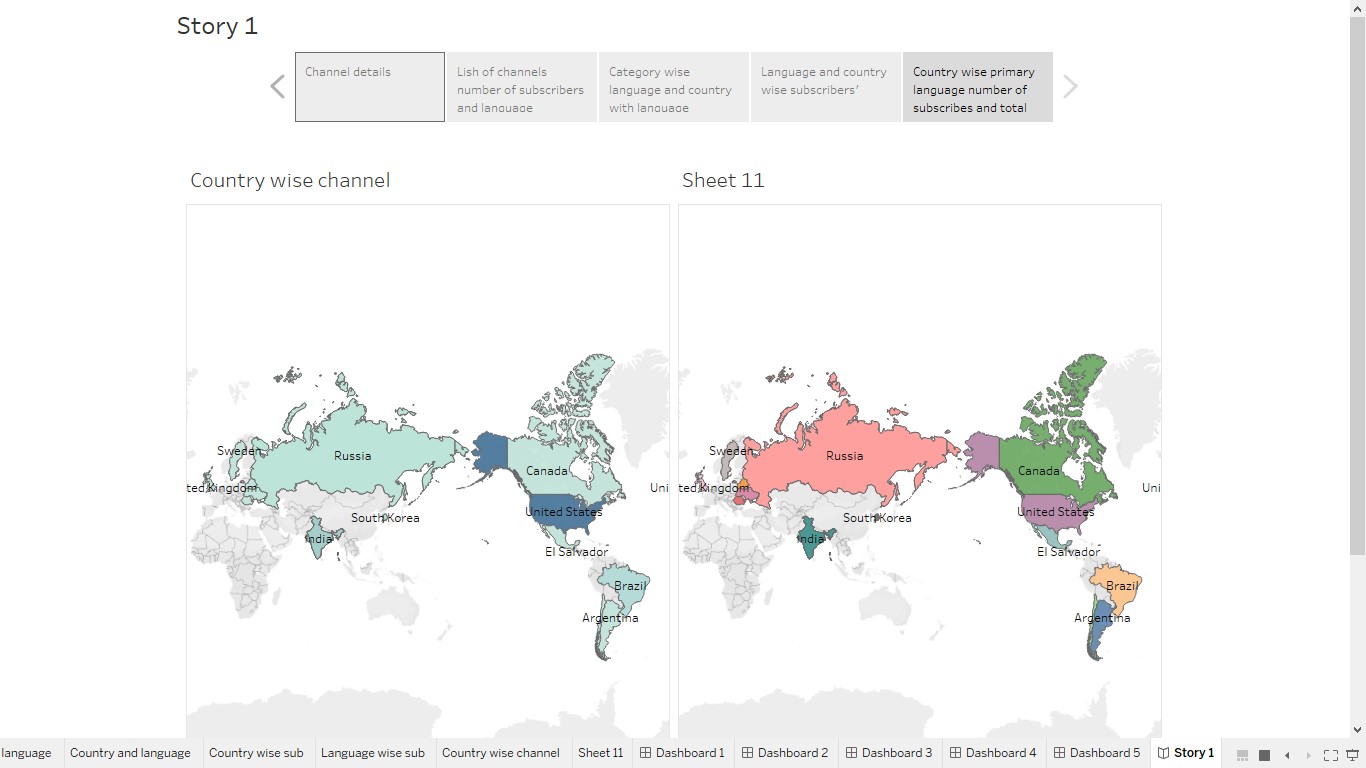 Story 1
Channel details
Lish of channels
number of subscribers
and language
Category wise
language and country
with language
Language and country
wise subscribers'
Country wise primary
language number of
subscribes and total
Country wise channel
Sweden
Russia
ted Kingdom
South Korea
India
Canada
United States
El Salvador
Brazil
Argentina
Uni
Sheet 11
Sweden
Russia
ted Kingdom
South Korea
India
Canada
United States
El Salvador
Brazil
Argentina
Uni
language Country and language Country wise sub Language wise sub Country wise channel Sheet 11 Dashboard 1 Dashboard 2 Dashboard 3 Dashboard 4 Dashboard 5 Story 1